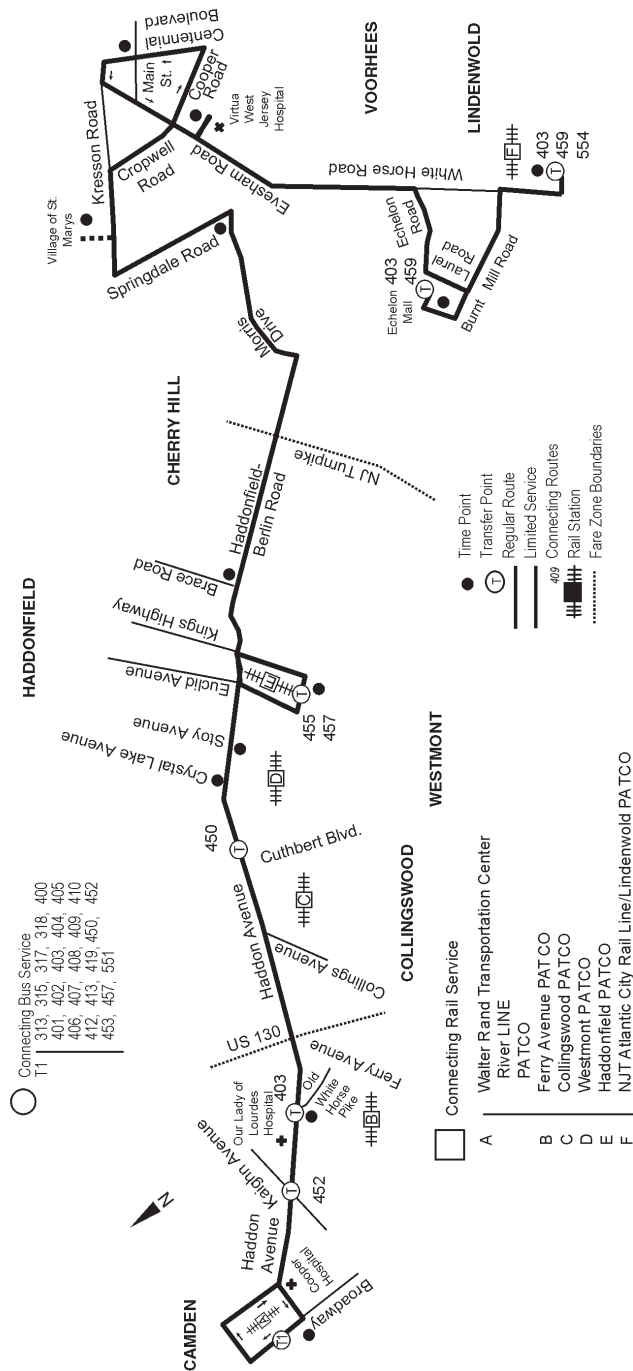 CAMDEN
HADDONFIELD
CHERRY HILL
COLLINGSWOOD
WESTMONT
VOORHEES
LINDENWOLD
Connecting Bus Service
T1 313, 315, 317, 318, 400
401, 402, 403, 404, 405
406, 407, 408, 409, 410
412, 413, 419, 450, 452
453, 457, 551
N
Haddon
Avenue
Cooper
Hospital
Broadway
A
T1
Kaighn Avenue
T
452
Our Lady of
Lourdes
Hospital
403
T
Old
White
Horse
Pike
B
Ferry Avenue
US 130
Haddon Avenue
Collings Avenue
C
450
T
Cuthbert Blvd.
Crystal Lake Avenue
D
Stoy Avenue
Euclid Avenue
E
T
455
457
Kings Highway
Brace Road
Haddonfield-
Berlin Road
NJ Turnpike
Morris
Drive
Springdale Road
Village of St.
Marys
Kresson Road
Cropwell
Road
Main
St.
Centennial
Boulevard
Cooper
Road
Virtua
West
Jersey
Hospital
Evesham Road
White Horse Road
Echelon
Road
Laurel
Road
Echelon
Mall
403
459
T
Burnt Mill Road
F
T
403
459
554
Connecting Rail Service
A Walter Rand Transportation Center
River LINE
PATCO
B Ferry Avenue PATCO
C Collingswood PATCO
D Westmont PATCO
E Haddonfield PATCO
F NJT Atlantic City Rail Line/Lindenwold PATCO
Time Point
T Transfer Point
Regular Route
Limited Service
409 Connecting Routes
Rail Station
Fare Zone Boundaries